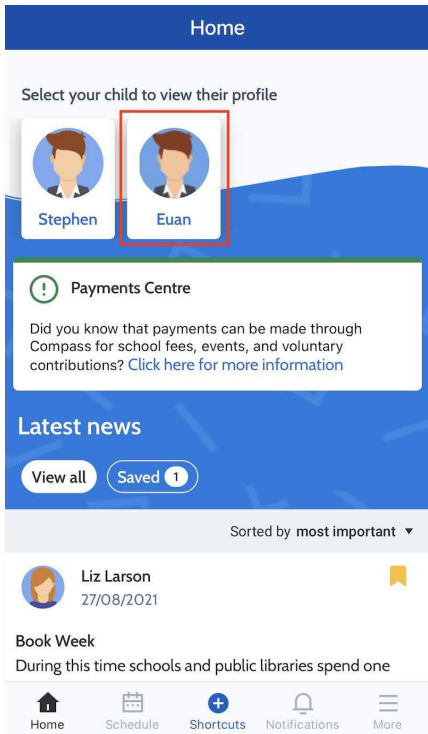 Home
Select your child to view their profile
Stephen
Euan
Payments Centre
Did you know that payments can be made through
Compass for school fees, events, and voluntary
contributions? Click here for more information
Latest news
View all
Saved 1
Sorted by most important
Liz Larson
27/08/2021
Book Week
During this time schools and public libraries spend one
Home
Schedule
Shortcuts
Notifications
More